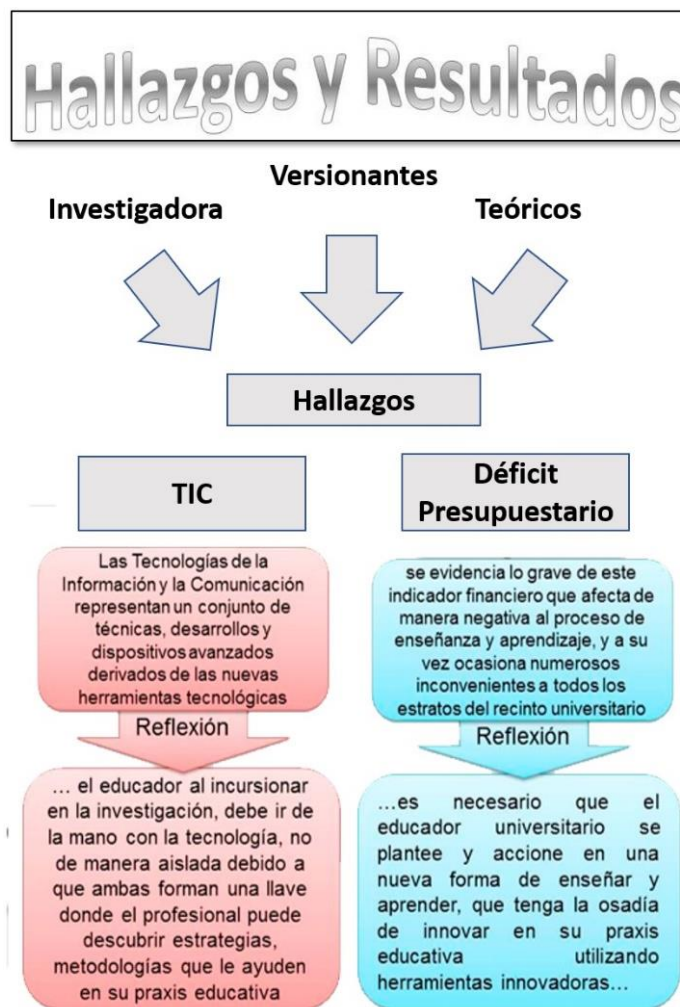 Hallazgos y Resultados
Versionantes
Investigadora
Teóricos
Hallazgos
TIC
Déficit
Presupuestario
Las Tecnologías de la
Información y la Comunicación
representan un conjunto de
técnicas, desarrollos y
dispositivos avanzados
derivados de las nuevas
herramientas tecnológicas
Reflexión
... el educador al incursionar
en la investigación, debe ir de
la mano con la tecnología, no
de manera aislada debido a
que ambas forman una llave
donde el profesional puede
descubrir estrategias,
metodologías que le ayuden
en su praxis educativa
se evidencia lo grave de este
indicador financiero que afecta de
manera negativa al proceso de
enseñanza y aprendizaje, y a su
vez ocasiona numerosos
inconvenientes a todos los
estratos del recinto universitario
Reflexión
...es necesario que el
educador universitario se
plantee y accione en una
nueva forma de enseñar y
aprender, que tenga la osadía
de innovar en su praxis
educativa utilizando
herramientas innovadoras...